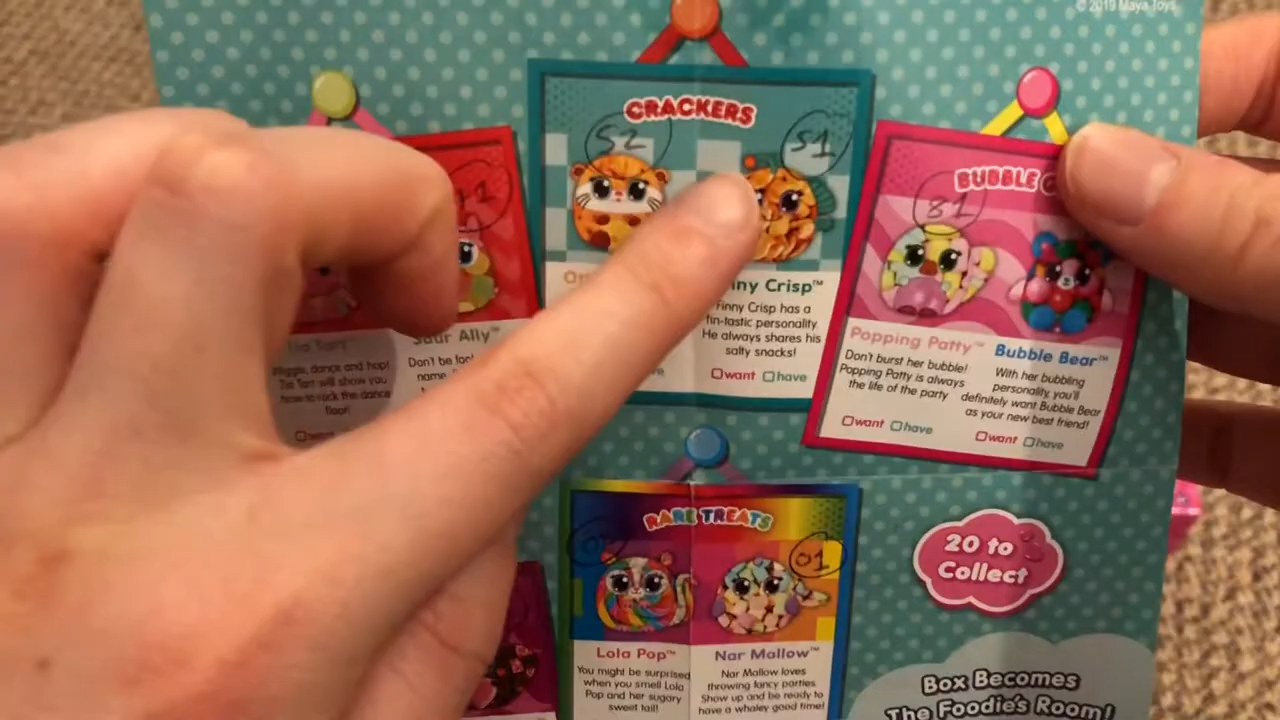 © 2019 Maya Toys
CRACKERS
S2
S1
Finny Crisp has a
fin-tastic personality.
He always shares his
salty snacks!
want have
BUBBLE
81
Popping Patty™
Don't burst her bubble!
Popping Patty is always
the life of the party
want have
Bubble Bear™
With her bubbling
personality, you'll
definitely want Bubble Bear
as your new best friend!
want have
Sour Ally™
Don't be
name
Wiggle, dance and hop!
Tia Tart will show you
how to rock the dance
floor!
RARE TREATS
01
Lola Pop™
You might be surprised
when you smell Lola
Pop and her sugary
sweet tail!
Nar Mallow™
Nar Mallow loves
throwing fancy parties.
Show up and be ready to
have a whaley good time!
20 to
Collect
Box Becomes
The Foodie's Room!